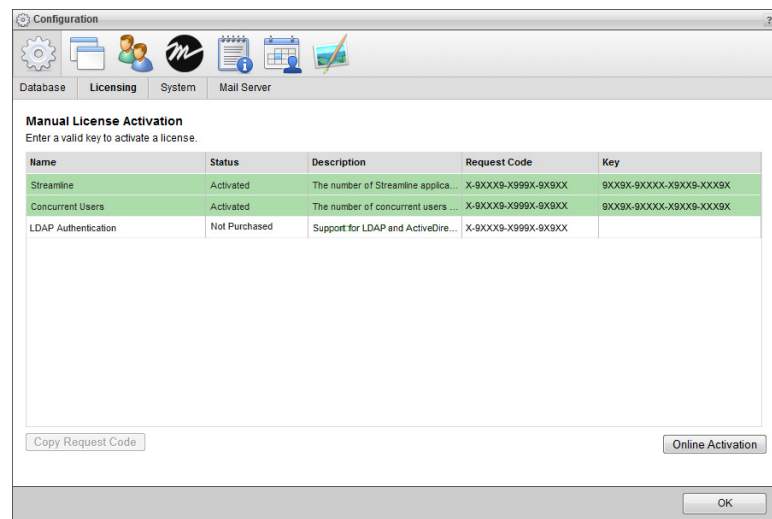 Configuration
?
Database Licensing System Mail Server
Manual License Activation
Enter a valid key to activate a license.
Name Status Description Request Code Key
Streamline Activated The number of Streamline applica... X-9XXX9-X999X-9X9XX 9XX9X-9XXXX-X9XX9-XXX9X
Concurrent Users Activated The number of concurrent users ... X-9XXX9-X999X-9X9XX 9XX9X-9XXXX-X9XX9-XXX9X
LDAP Authentication Not Purchased Support for LDAP and ActiveDire... X-9XXX9-X999X-9X9XX
Copy Request Code Online Activation
OK